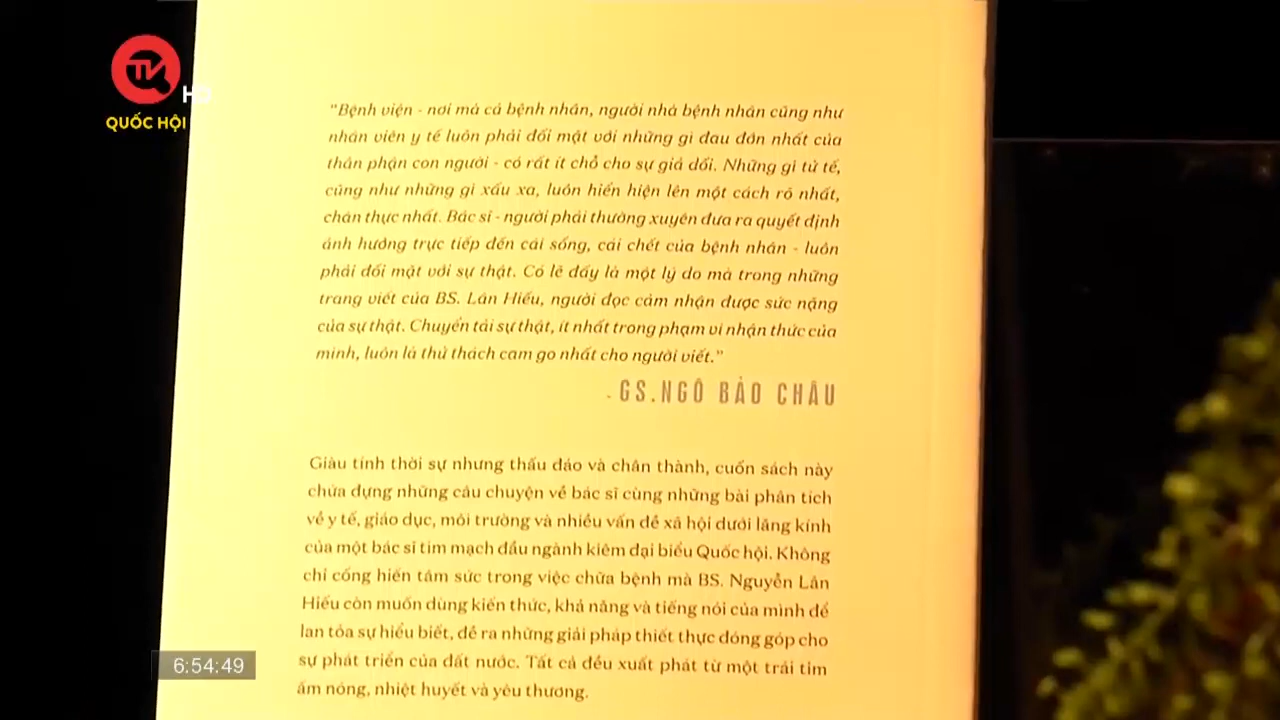 TV
HD
QUỐC HỘI
"Bệnh viện - nơi mà cả bệnh nhân, người nhà bệnh nhân cũng như
nhân viên y tế luôn phải đối mặt với những gì đau đớn nhất của
thân phận con người - có rất ít chỗ cho sự giả dối. Những gì tử tế,
cũng như những gì xấu xa, luôn hiển hiện lên một cách rõ nhất,
chân thực nhất. Bác sĩ - người phải thường xuyên đưa ra quyết định
ảnh hưởng trực tiếp đến cái sống, cái chết của bệnh nhân - luôn
phải đối mặt với sự thật. Có lẽ đấy là một lý do mà trong những
trang viết của BS. Lân Hiếu, người đọc cảm nhận được sức nặng
của sự thật. Chuyển tải sự thật, ít nhất trong phạm vi nhận thức của
mình, luôn là thử thách cam go nhất cho người viết."
- GS.NGÔ BẢO CHÂU
Giàu tính thời sự nhưng thấu đáo và chân thành, cuốn sách này
chứa đựng những câu chuyện về bác sĩ cùng những bài phân tích
về y tế, giáo dục, môi trường và nhiều vấn đề xã hội dưới lăng kính
của một bác sĩ tim mạch đầu ngành kiêm đại biểu Quốc hội. Không
chỉ cống hiến tâm sức trong việc chữa bệnh mà BS. Nguyễn Lân
Hiếu còn muốn dùng kiến thức, khả năng và tiếng nói của mình để
lan tỏa sự hiểu biết, đề ra những giải pháp thiết thực đóng góp cho
sự phát triển của đất nước. Tất cả đều xuất phát từ một trái tim
ấm nóng, nhiệt huyết và yêu thương.
6:54:49